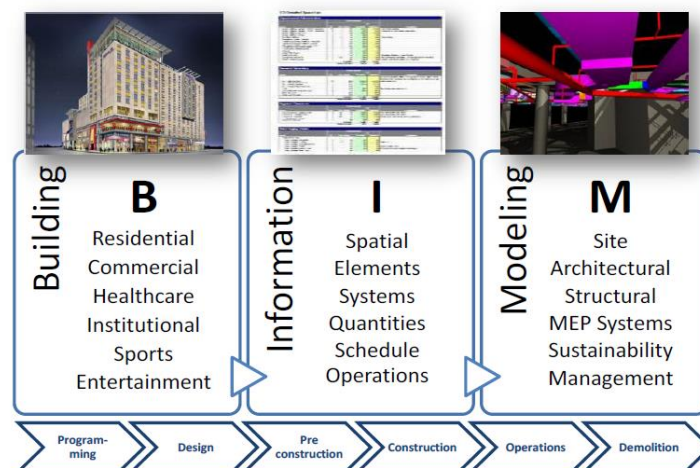 Building
B
Residential
Commercial
Healthcare
Institutional
Sports
Entertainment
Information
I
Spatial
Elements
Systems
Quantities
Schedule
Operations
Modeling
M
Site
Architectural
Structural
MEP Systems
Sustainability
Management
Program-
ming
Design
Pre
construction
Construction
Operations
Demolition